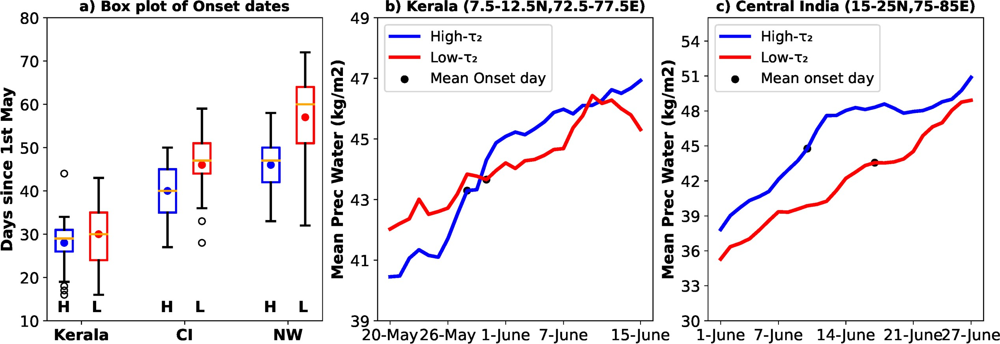 a) Box plot of Onset dates
Days since 1st May
80
70
60
50
40
30
20
10
H L H L H L
Kerala CI NW
b) Kerala (7.5-12.5N,72.5-77.5E)
Mean Prec Water (kg/m2)
49
47
45
43
41
39
High-τ₂
Low-τ₂
Mean Onset day
20-May 26-May 1-June 7-June 15-June
c) Central India (15-25N,75-85E)
Mean Prec Water (kg/m2)
54
51
48
45
42
39
36
33
30
High-τ₂
Low-τ₂
Mean onset day
1-June 7-June 14-June 21-June 27-June